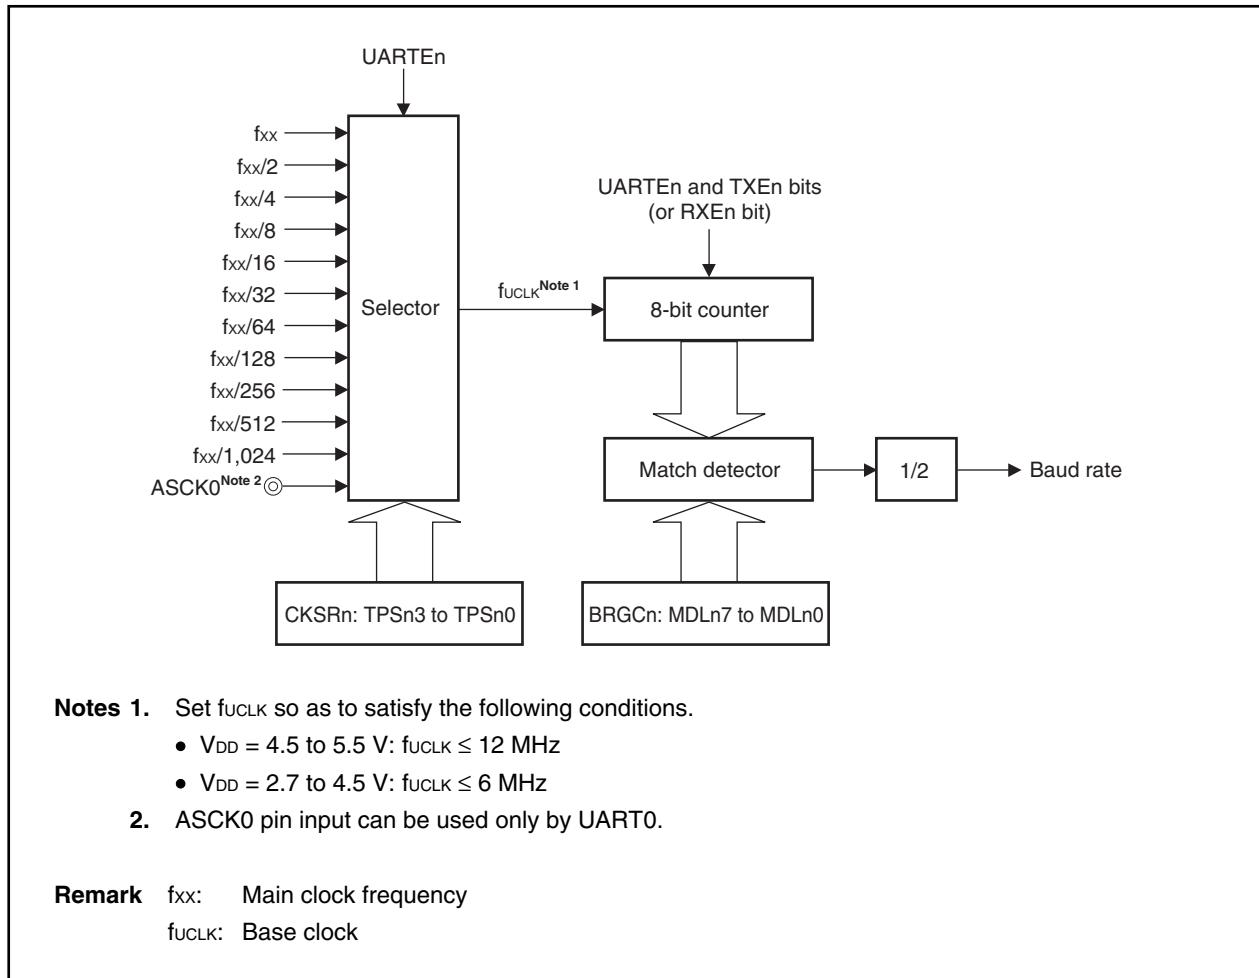 UARTEn
fXX
fXX/2
fXX/4
fXX/8
fXX/16
fXX/32
fXX/64
fXX/128
fXX/256
fXX/512
fXX/1,024
ASCK0Note 2
Selector
fUCLKNote 1
UARTEn and TXEn bits
(or RXEn bit)
8-bit counter
Match detector
1/2
Baud rate
CKSRn: TPSn3 to TPSn0
BRGCn: MDLn7 to MDLn0
Notes 1. Set fUCLK so as to satisfy the following conditions.
• VDD = 4.5 to 5.5 V: fUCLK ≤ 12 MHz
• VDD = 2.7 to 4.5 V: fUCLK ≤ 6 MHz
2. ASCK0 pin input can be used only by UART0.
Remark fXX: Main clock frequency
fUCLK: Base clock